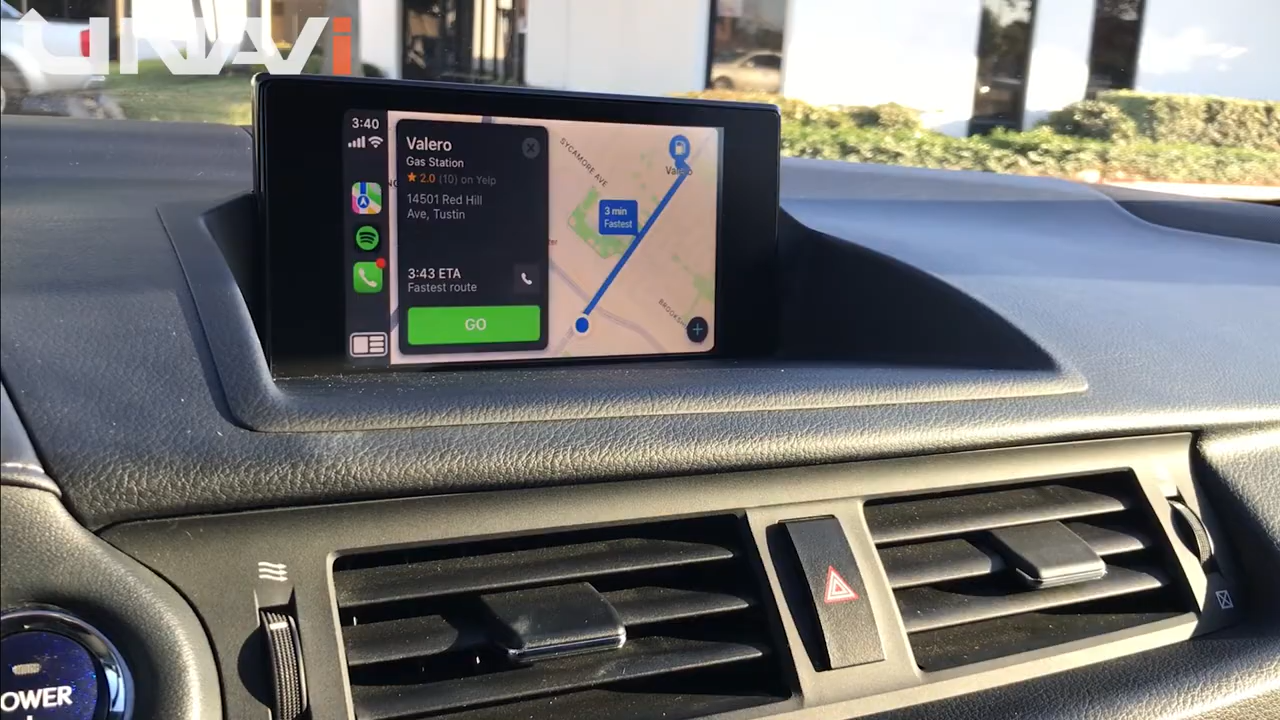 UNAVi
3:40
Valero
Gas Station
★ 2.0 (10) on Yelp
14501 Red Hill
Ave, Tustin
3:43 ETA
Fastest route
GO
SYCAMORE AVE
3 min
Fastest
OWER